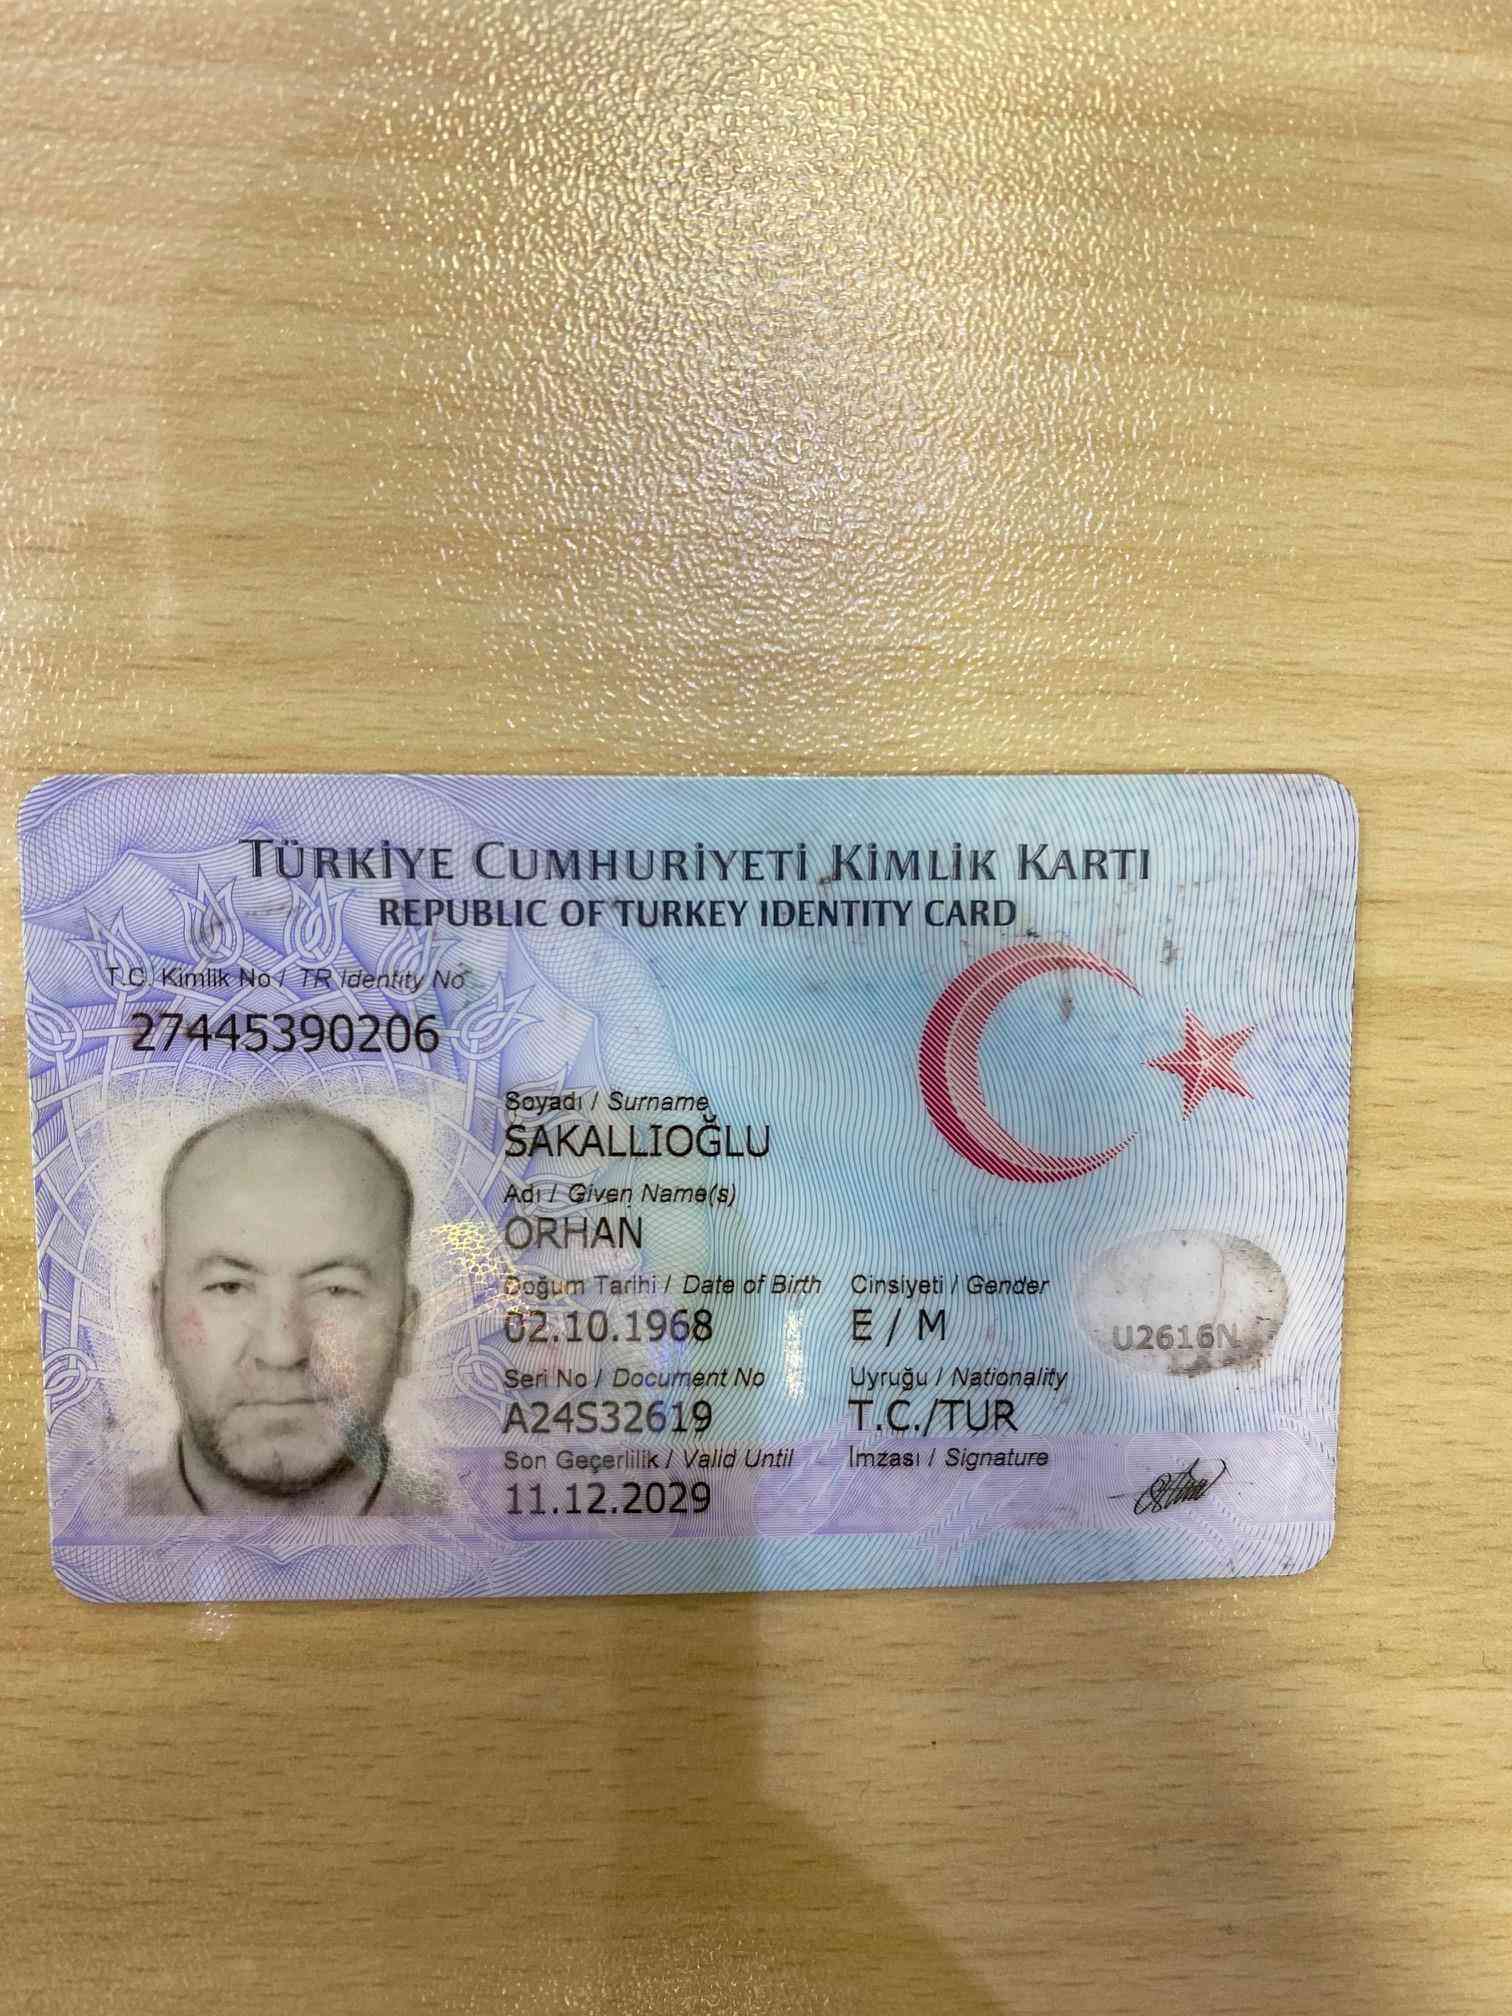 TÜRKİYE CUMHURİYETİ KİMLİK KARTI
REPUBLIC OF TURKEY IDENTITY CARD
T.C. Kimlik No / TR Identity No
27445390206
Soyadı / Surname
SAKALLIOĞLU
Adı / Given Name(s)
ORHAN
Doğum Tarihi / Date of Birth Cinsiyeti / Gender
02.10.1968 E / M
U2616N
Seri No / Document No Uyruğu / Nationality
A24S32619 T.C./TUR
Son Geçerlilik / Valid Until İmzası / Signature
11.12.2029